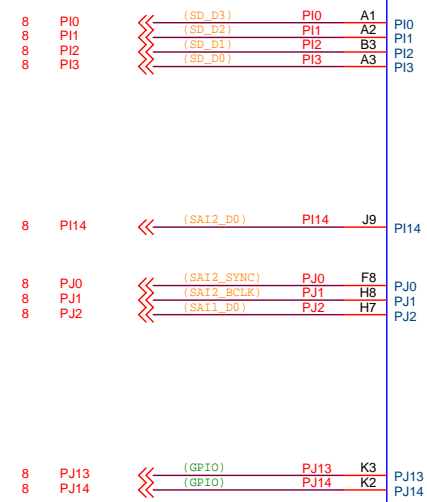 8 PI0 (SD_D3) PI0 A1 PI0
8 PI1 (SD_D2) PI1 A2 PI1
8 PI2 (SD_D1) PI2 B3 PI2
8 PI3 (SD_D0) PI3 A3 PI3
8 PI14 (SAI2_D0) PI14 J9 PI14
8 PJ0 (SAI2_SYNC) PJ0 F8 PJ0
8 PJ1 (SAI2_BCLK) PJ1 H8 PJ1
8 PJ2 (SAI1_D0) PJ2 H7 PJ2
8 PJ13 (GPIO) PJ13 K3 PJ13
8 PJ14 (GPIO) PJ14 K2 PJ14